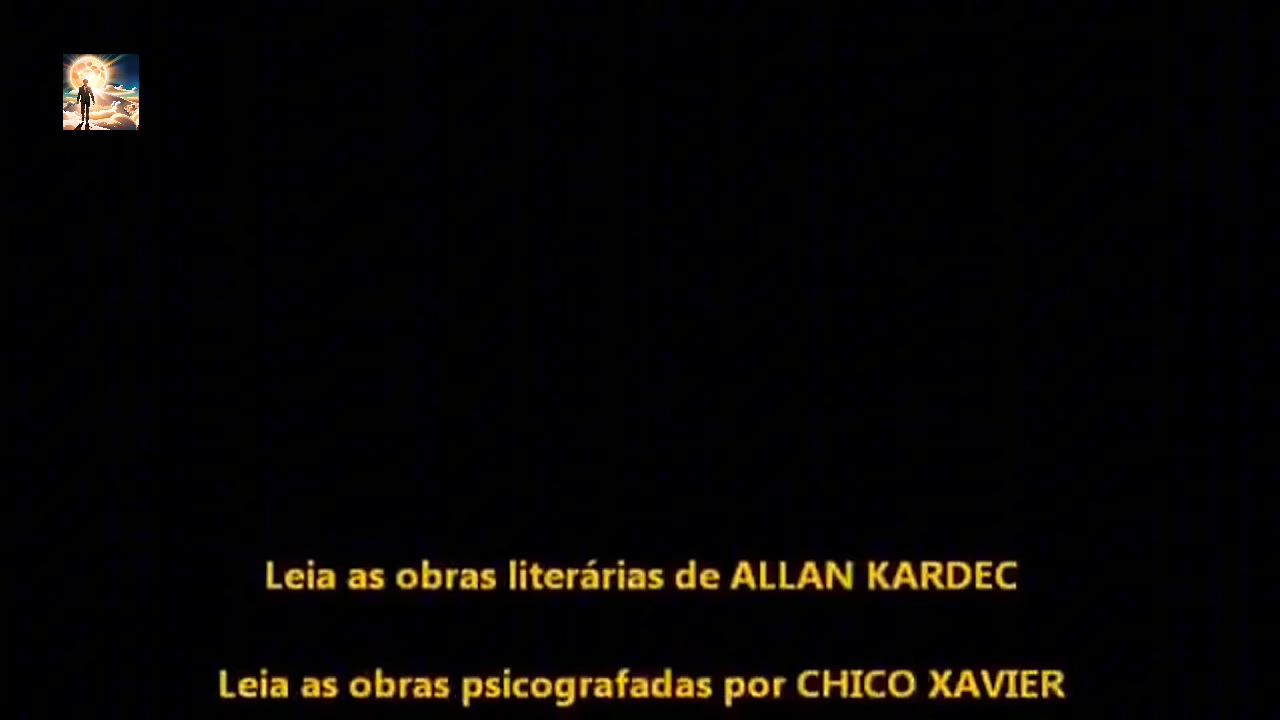 Leia as obras literárias de ALLAN KARDEC
Leia as obras psicografadas por CHICO XAVIER